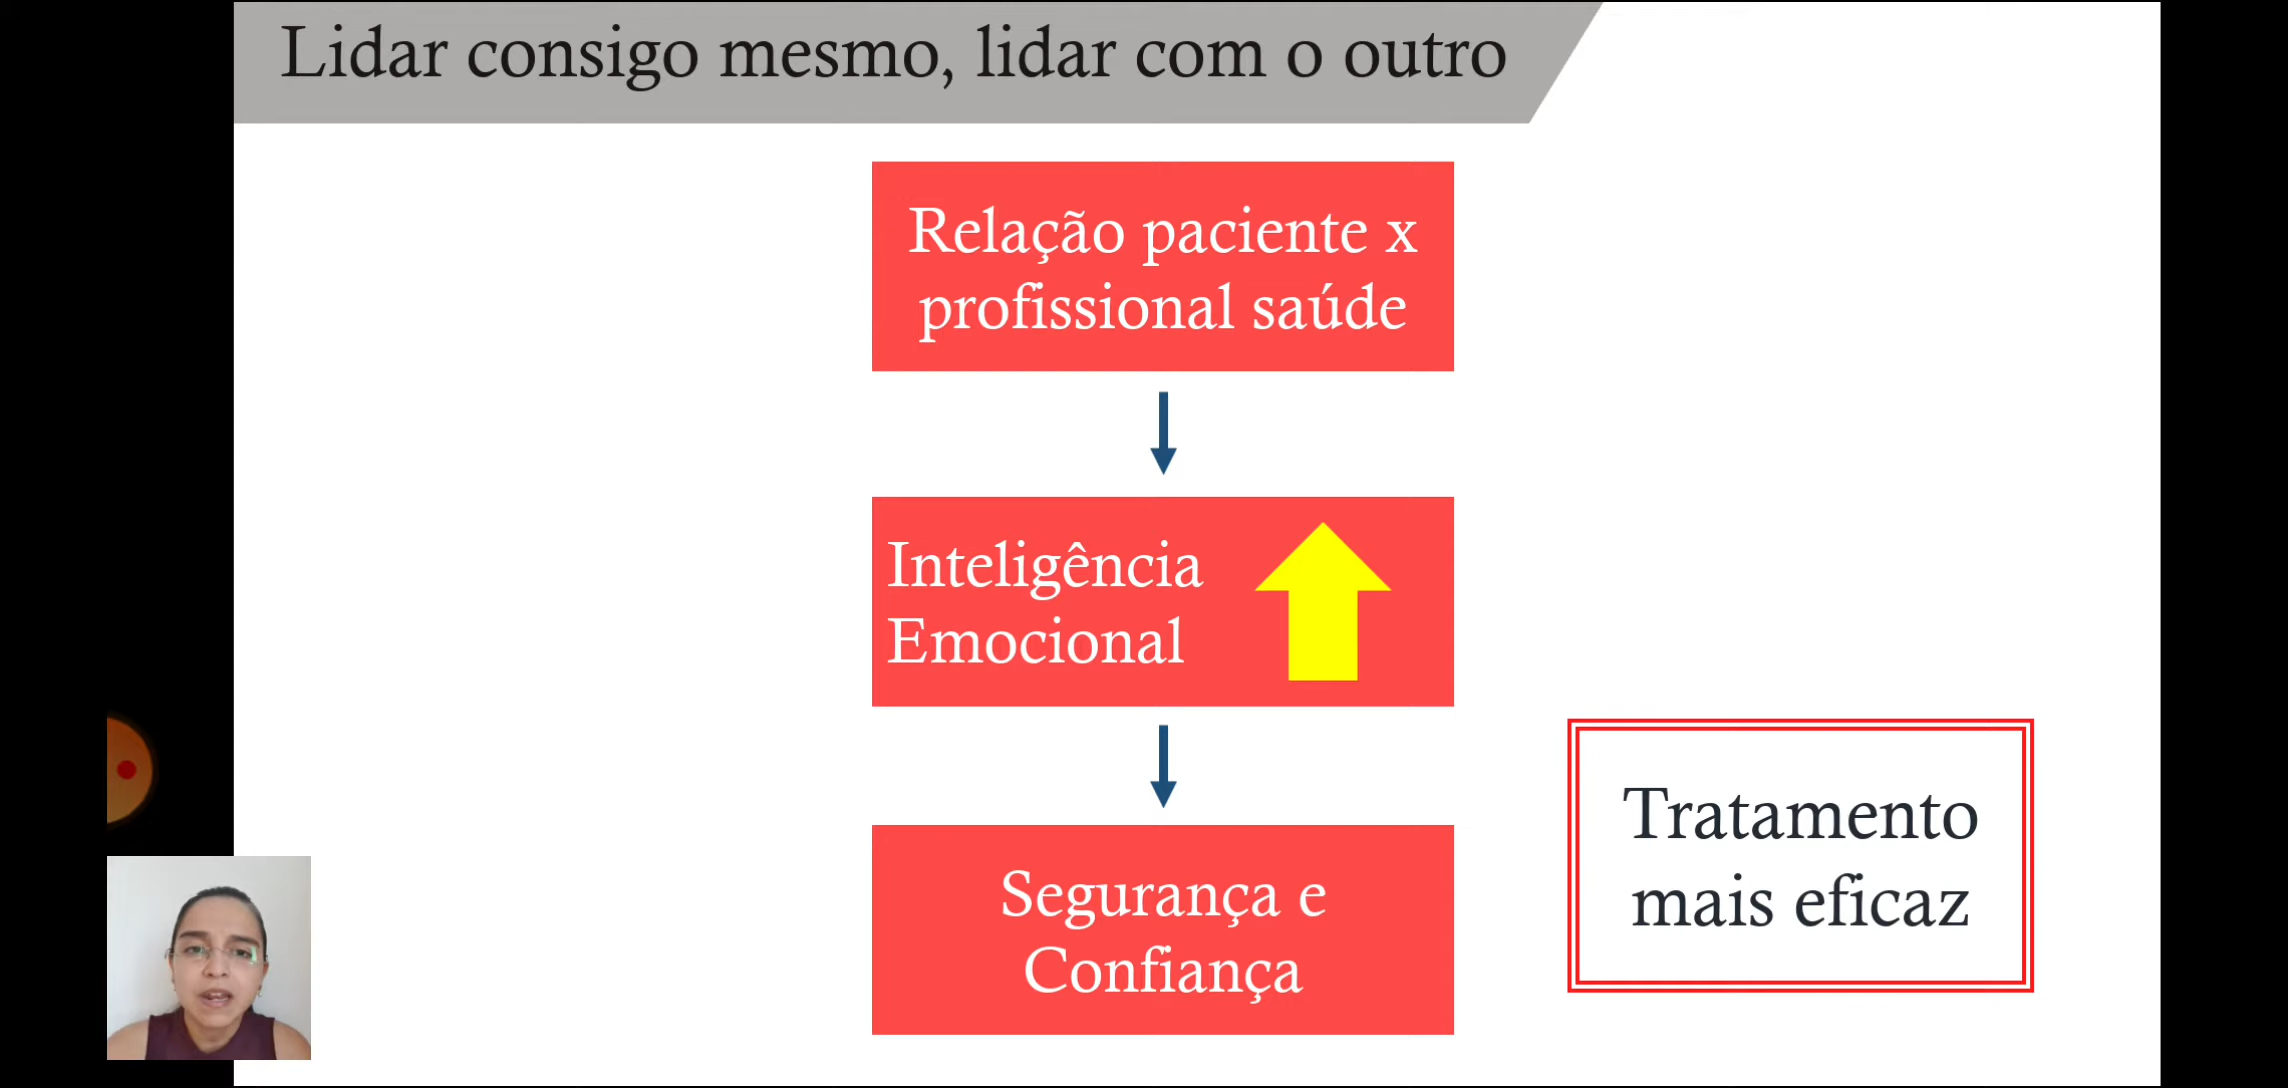 Lidar consigo mesmo, lidar com o outro
Relação paciente x
profissional saúde
Inteligência
Emocional
Segurança e
Confiança
Tratamento
mais eficaz